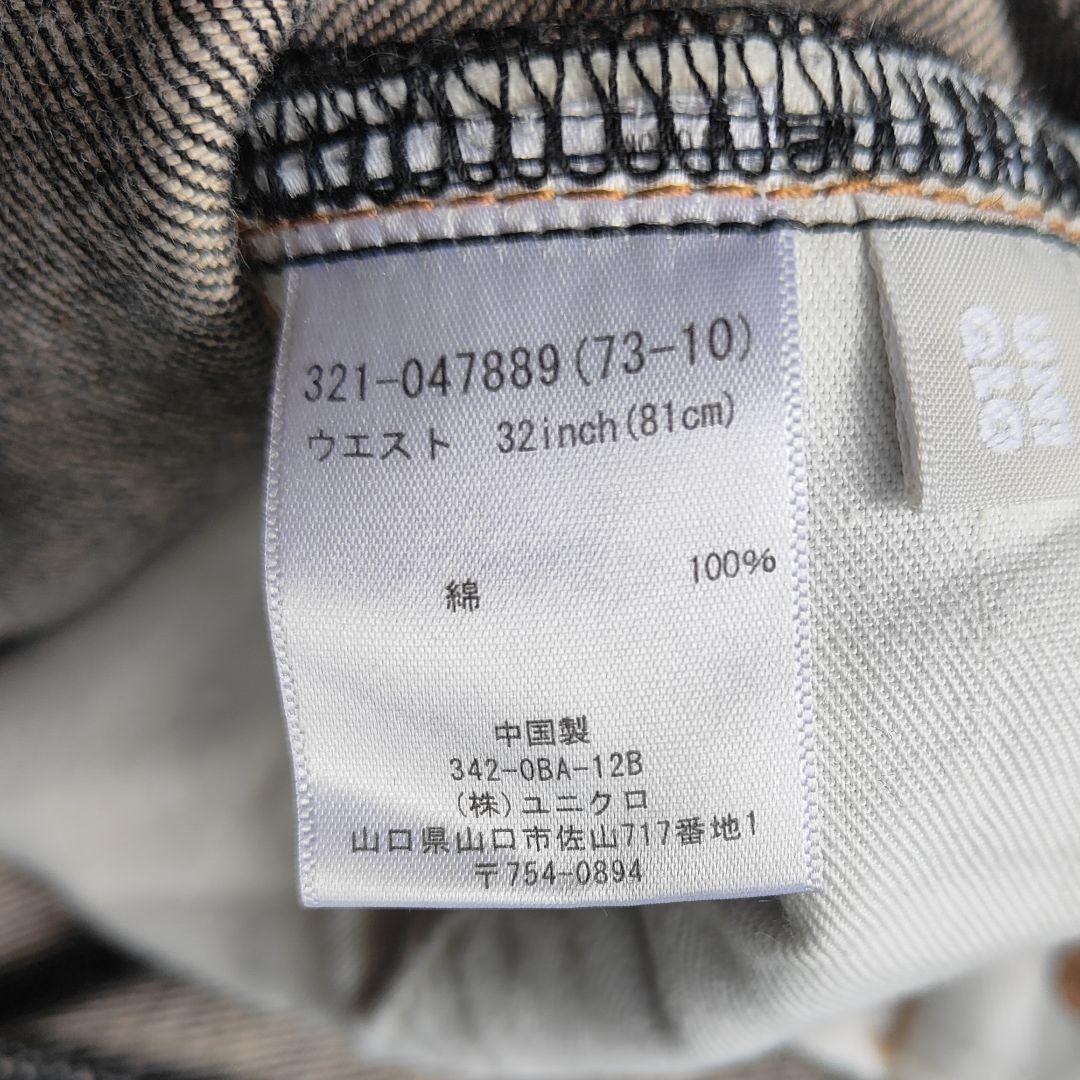 321-047889(73-10)
ウエスト 32inch(81cm)
綿 100%
中国製
342-0BA-12B
(株)ユニクロ
山口県山口市佐山717番地1
〒754-0894
UNI
QLO